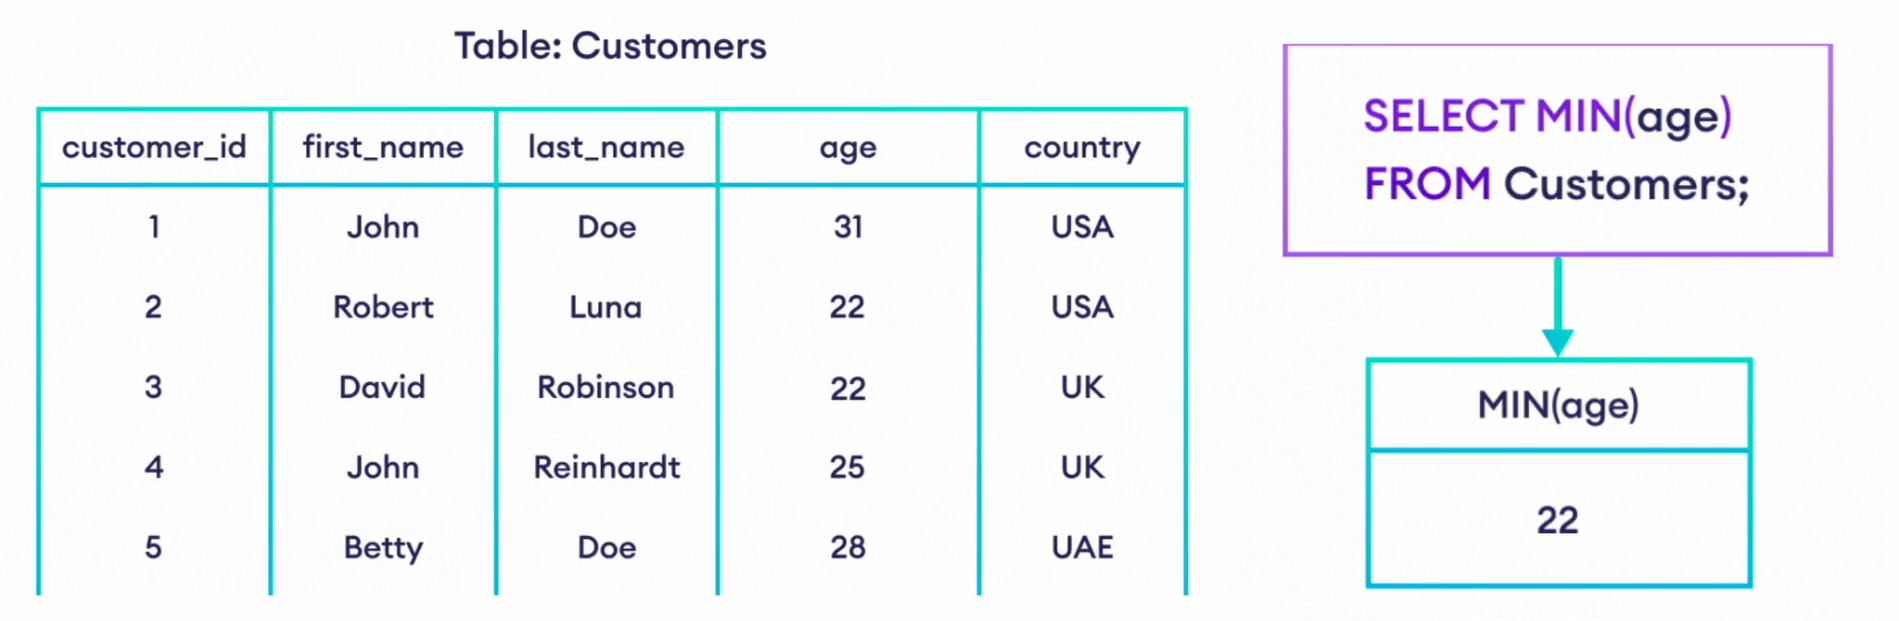 Table: Customers
customer_id first_name last_name age country
1 John Doe 31 USA
2 Robert Luna 22 USA
3 David Robinson 22 UK
4 John Reinhardt 25 UK
5 Betty Doe 28 UAE
SELECT MIN(age)
FROM Customers;
MIN(age)
22